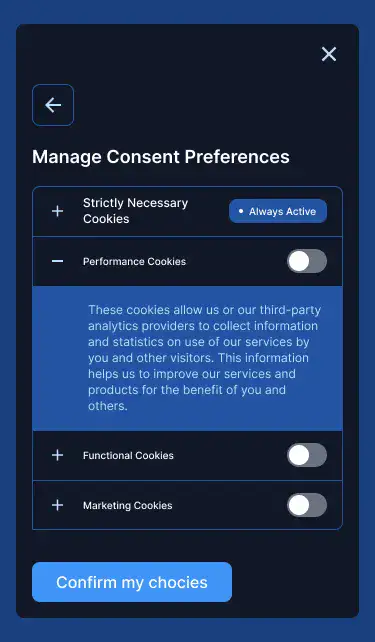 Manage Consent Preferences
Strictly Necessary
Cookies
Always Active
Performance Cookies
These cookies allow us or our third-party
analytics providers to collect information
and statistics on use of our services by
you and other visitors. This information
helps us to improve our services and
products for the benefit of you and
others.
Functional Cookies
Marketing Cookies
Confirm my chocies